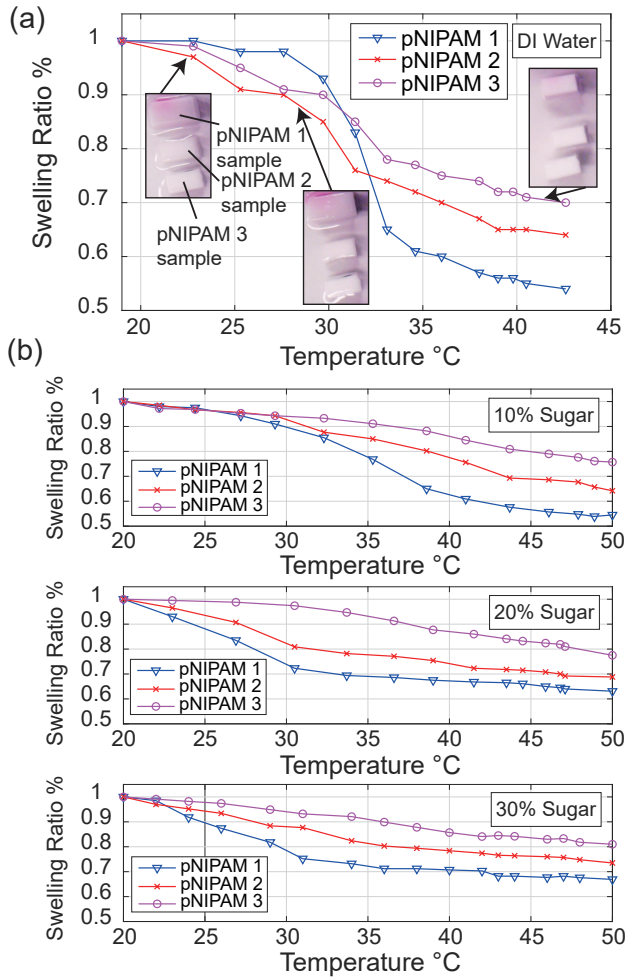 (a)
pNIPAM 1
pNIPAM 2
pNIPAM 3
DI Water
Swelling Ratio %
1
0.9
0.8
0.7
0.6
0.5
pNIPAM 1
sample
pNIPAM 2
sample
pNIPAM 3
sample
20 25 30 35 40 45
Temperature °C
(b)
Swelling Ratio %
1
0.9
0.8
0.7
0.6
0.5
10% Sugar
pNIPAM 1
pNIPAM 2
pNIPAM 3
20 25 30 35 40 45 50
Temperature °C
Swelling Ratio %
1
0.9
0.8
0.7
0.6
0.5
20% Sugar
pNIPAM 1
pNIPAM 2
pNIPAM 3
20 25 30 35 40 45 50
Temperature °C
Swelling Ratio %
1
0.9
0.8
0.7
0.6
0.5
30% Sugar
pNIPAM 1
pNIPAM 2
pNIPAM 3
20 25 30 35 40 45 50
Temperature °C